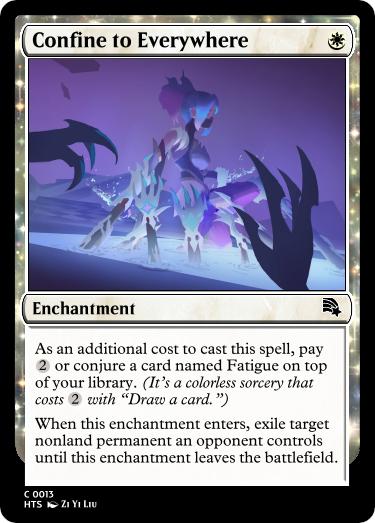 Confine to Everywhere
Enchantment
As an additional cost to cast this spell, pay
2 or conjure a card named Fatigue on top
of your library. (It's a colorless sorcery that
costs 2 with “Draw a card.”)
When this enchantment enters, exile target
nonland permanent an opponent controls
until this enchantment leaves the battlefield.
C 0013
HTS Zi Yi Liu